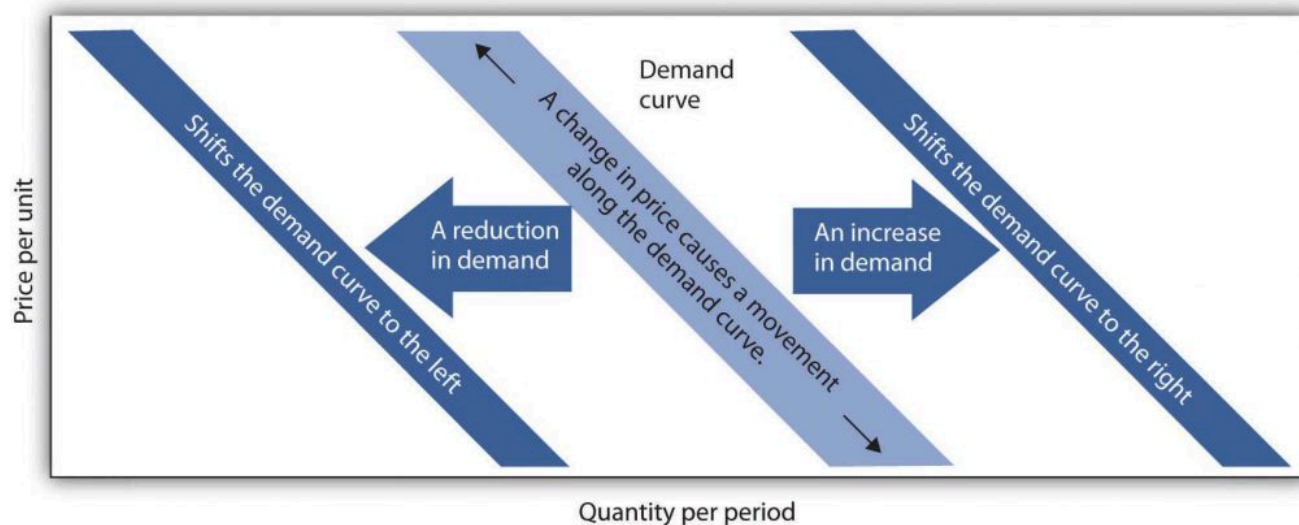 Price per unit
Shifts the demand curve to the left
A reduction
in demand
A change in price causes a movement
along the demand curve.
Demand
curve
An increase
in demand
Shifts the demand curve to the right
Quantity per period